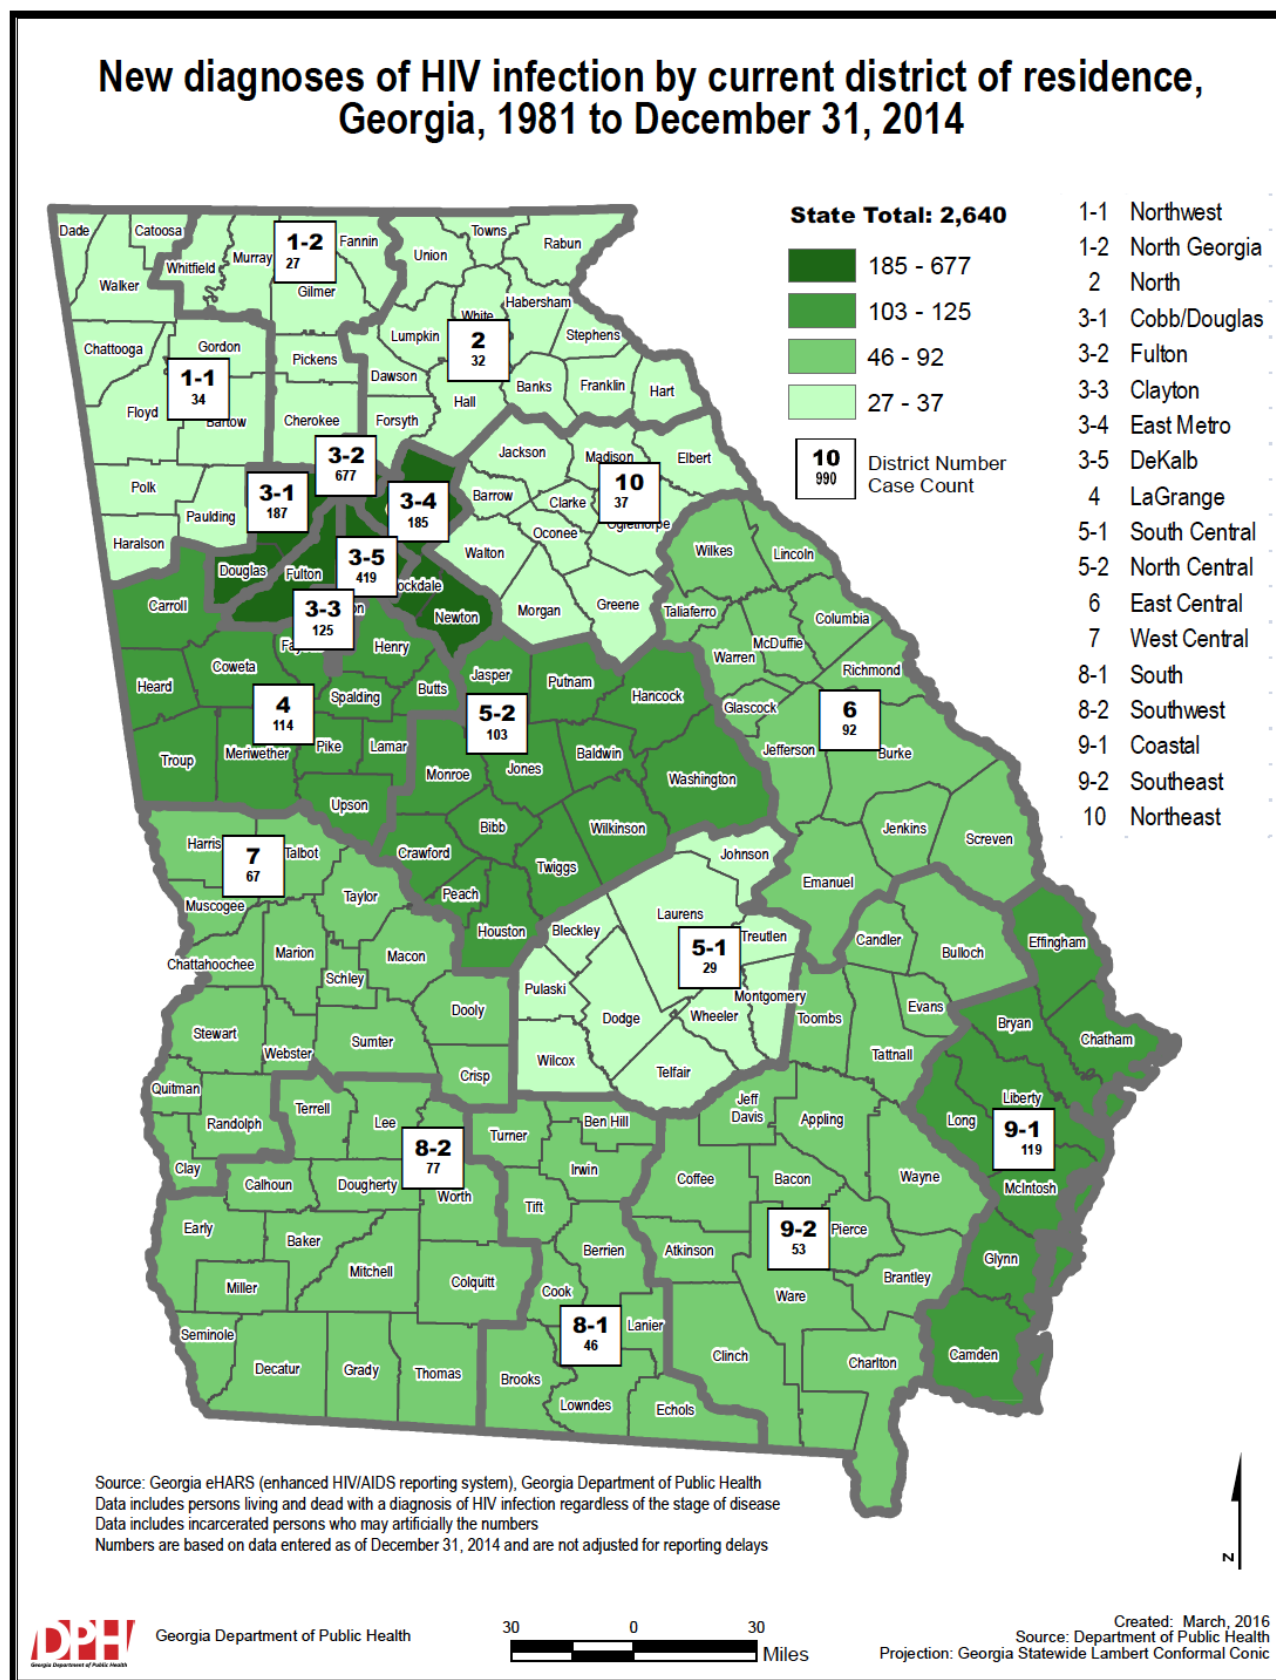 New diagnoses of HIV infection by current district of residence,
Georgia, 1981 to December 31, 2014
State Total: 2,640
185 - 677
103 - 125
46 - 92
27 - 37
10
990
District Number
Case Count
1-1 Northwest
1-2 North Georgia
2 North
3-1 Cobb/Douglas
3-2 Fulton
3-3 Clayton
3-4 East Metro
3-5 DeKalb
4 LaGrange
5-1 South Central
5-2 North Central
6 East Central
7 West Central
8-1 South
8-2 Southwest
9-1 Coastal
9-2 Southeast
10 Northeast
Dade
Catoosa
Whitfield
Murray
1-2
27
Fannin
Gilmer
Walker
Union
Towns
Rabun
Habersham
White
Lumpkin
2
32
Stephens
Chattooga
Gordon
Pickens
Dawson
Banks
Franklin
Hart
1-1
34
Floyd
Bartow
Cherokee
Forsyth
Hall
3-2
677
Jackson
Madison
Elbert
Polk
3-1
187
3-4
185
Barrow
Clarke
10
37
Oglethorpe
Paulding
Haralson
Oconee
Walton
Wilkes
Lincoln
Douglas
Fulton
3-5
419
ockdale
Carroll
3-3
125
on
Newton
Morgan
Greene
Taliaferro
Columbia
McDuffie
Warren
Richmond
Fay
Henry
Coweta
Heard
Spalding
Butts
Jasper
Putnam
Hancock
Glascock
4
114
5-2
103
6
92
Troup
Meriwether
Pike
Lamar
Monroe
Jones
Baldwin
Washington
Jefferson
Burke
Upson
Bibb
Wilkinson
Jenkins
Screven
Harris
7
67
Talbot
Crawford
Twiggs
Johnson
Emanuel
Muscogee
Taylor
Peach
Houston
Laurens
Bleckley
Treutlen
Candler
Bulloch
Effingham
Chattahoochee
Marion
Macon
Schley
5-1
29
Pulaski
Montgomery
Dooly
Dodge
Wheeler
Toombs
Evans
Bryan
Chatham
Stewart
Webster
Sumter
Wilcox
Telfair
Tattnall
Crisp
Quitman
Randolph
Terrell
Lee
Turner
Ben Hill
Jeff
Davis
Appling
Long
Liberty
9-1
119
8-2
77
Clay
Calhoun
Dougherty
Worth
Irwin
Tift
Coffee
Bacon
Wayne
McIntosh
Early
Baker
Mitchell
Berrien
Atkinson
9-2
53
Pierce
Glynn
Miller
Colquitt
Cook
Ware
Brantley
Seminole
8-1
46
Lanier
Clinch
Charlton
Camden
Decatur
Grady
Thomas
Brooks
Lowndes
Echols
Source: Georgia eHARS (enhanced HIV/AIDS reporting system), Georgia Department of Public Health
Data includes persons living and dead with a diagnosis of HIV infection regardless of the stage of disease
Data includes incarcerated persons who may artificially the numbers
Numbers are based on data entered as of December 31, 2014 and are not adjusted for reporting delays
N
DPH
Georgia Department of Public Health
Georgia Department of Public Health
30 0 30
Miles
Created: March, 2016
Source: Department of Public Health
Projection: Georgia Statewide Lambert Conformal Conic